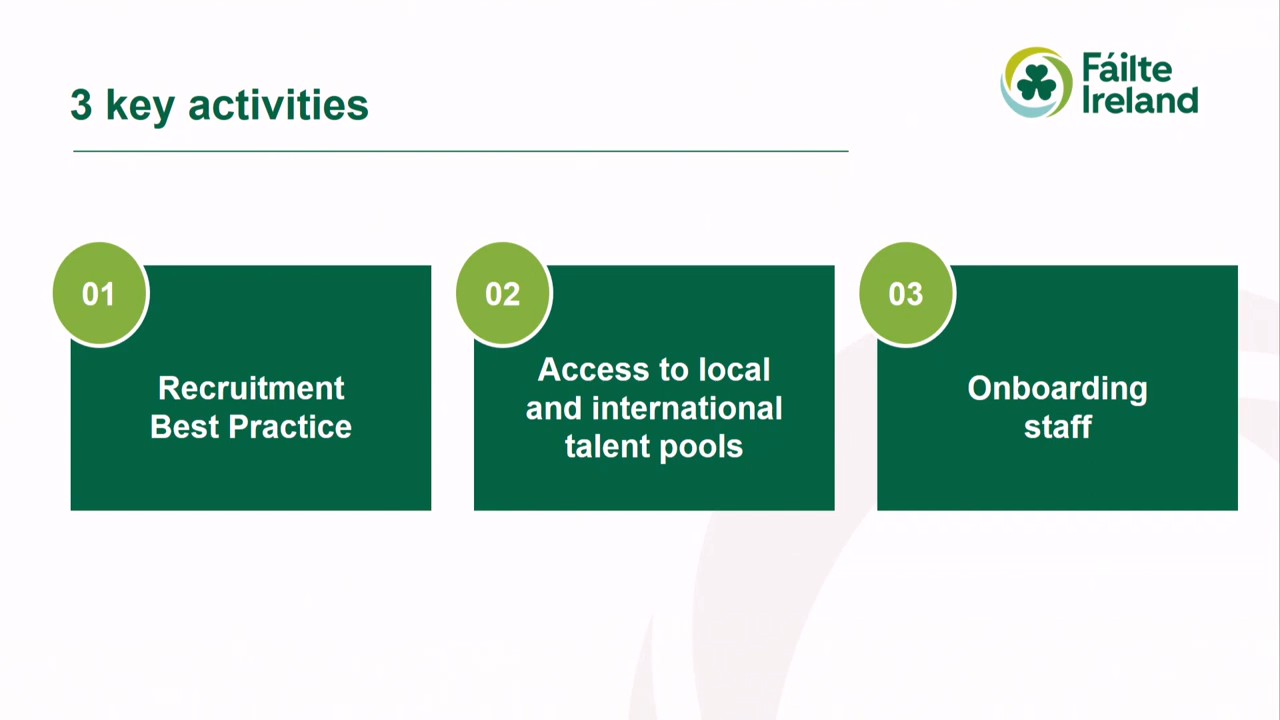 3 key activities
Fáilte
Ireland
01
Recruitment
Best Practice
02
Access to local
and international
talent pools
03
Onboarding
staff